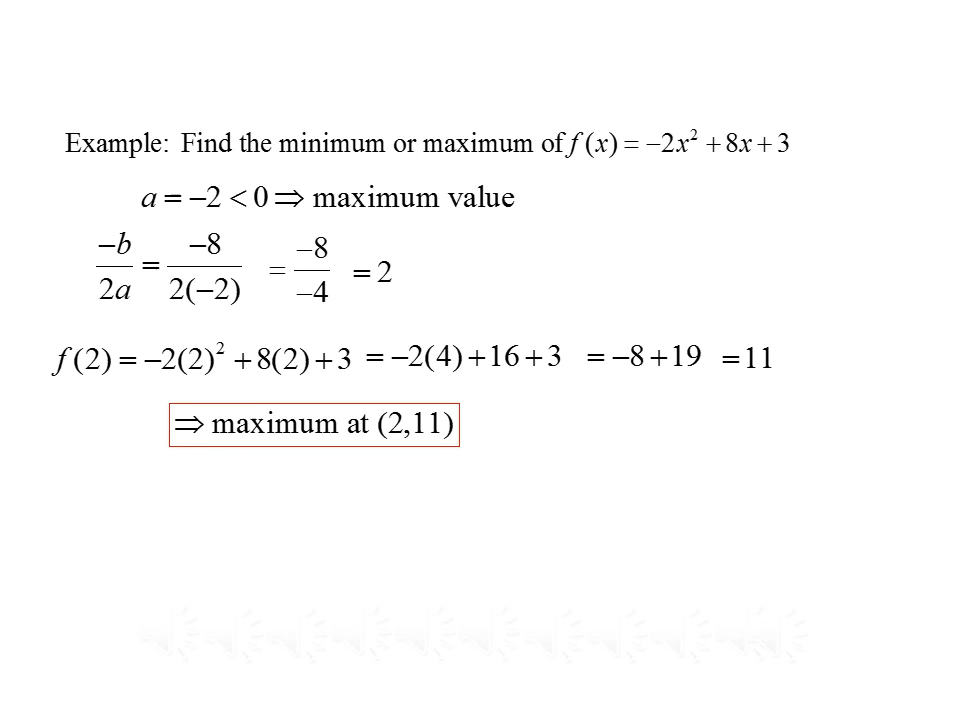 Example: Find the minimum or maximum of f (x) = −2x² + 8x + 3
a = −2 < 0 ⇒ maximum value
−b/2a = −8/2(−2) = −8/−4 = 2
f (2) = −2(2)² + 8(2) + 3 = −2(4) + 16 + 3 = −8 + 19 = 11
⇒ maximum at (2,11)